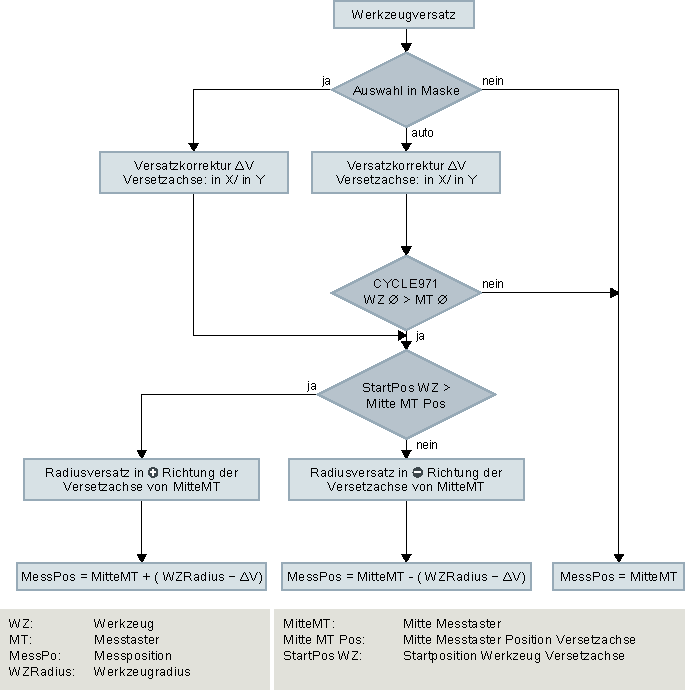 Werkzeugversatz
Auswahl in Maske
ja
nein
auto
Versatzkorrektur ΔV
Versetzachse: in X/ in Y
Versatzkorrektur ΔV
Versetzachse: in X/ in Y
CYCLE971
WZ Ø > MT Ø
nein
ja
StartPos WZ >
Mitte MT Pos
ja
nein
Radiusversatz in + Richtung der
Versetzachse von MitteMT
Radiusversatz in − Richtung der
Versetzachse von MitteMT
MessPos = MitteMT + ( WZRadius − ΔV)
MessPos = MitteMT - ( WZRadius − ΔV)
MessPos = MitteMT
WZ: Werkzeug
MT: Messtaster
MessPo: Messposition
WZRadius: Werkzeugradius
MitteMT: Mitte Messtaster
Mitte MT Pos: Mitte Messtaster Position Versetzachse
StartPos WZ: Startposition Werkzeug Versetzachse